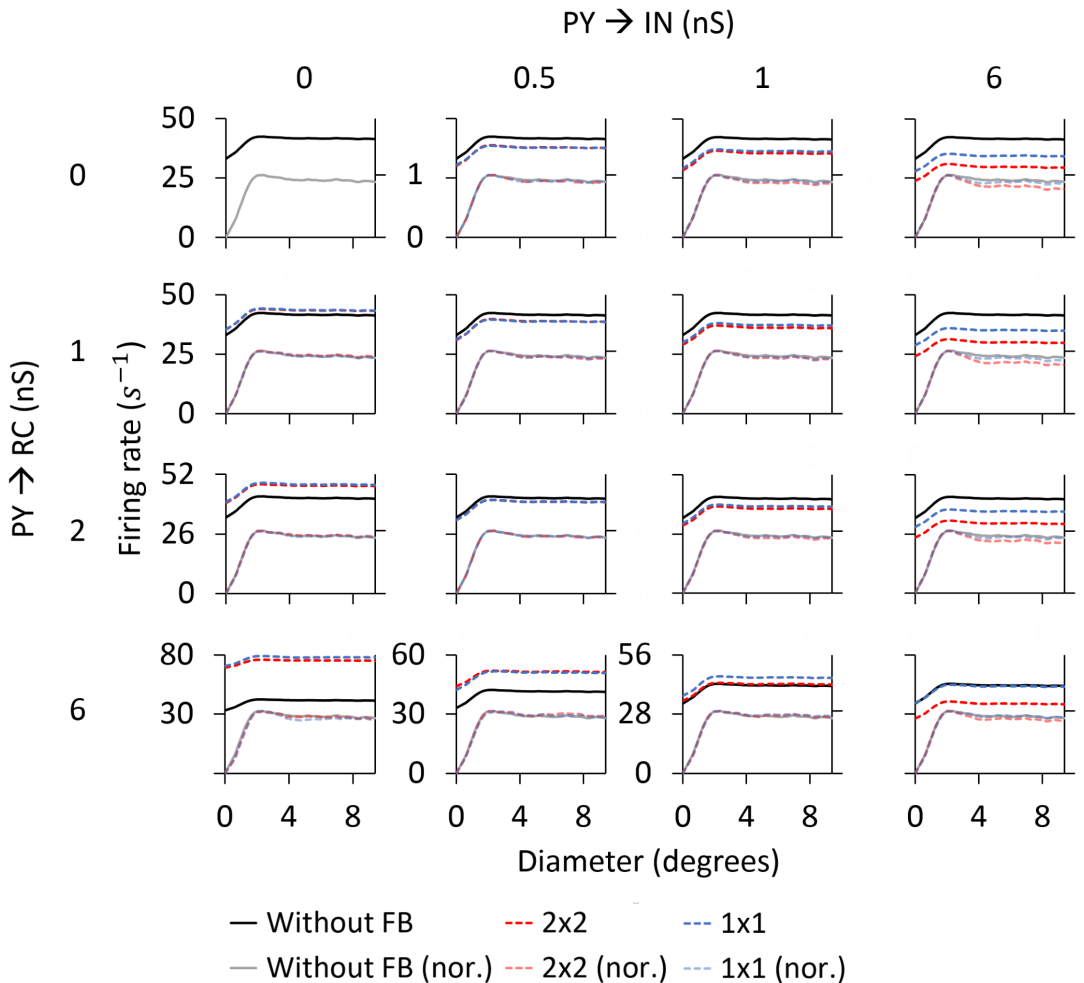 PY → IN (nS)
0 0.5 1 6
PY → RC (nS)
Firing rate (s⁻¹)
0
50
25
0
1
0
1
50
25
0
2
52
26
0
6
80
30
60
30
0
56
28
0
0 4 8 0 4 8 0 4 8 0 4 8
Diameter (degrees)
Without FB 2x2 1x1
Without FB (nor.) 2x2 (nor.) 1x1 (nor.)